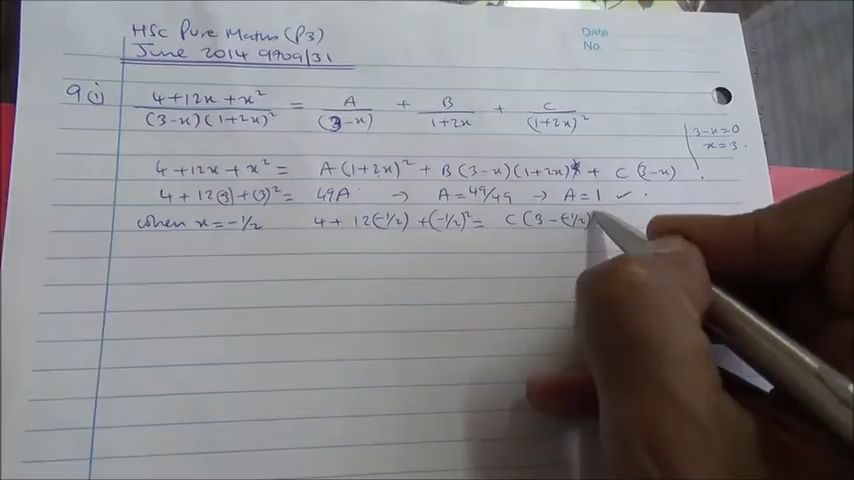 HSC Pure Maths (P3)
June 2014 9709/31
Date
No.
9(i) (4+12x+x²)/((3-x)(1+2x)²) = A/(3-x) + B/(1+2x) + C/(1+2x)²
3-x=0
x=3.
4+12x+x² = A(1+2x)² + B(3-x)(1+2x) + C(3-x)
4+12(3)+(3)² = 49A → A=49/49 → A=1 ✓
when x=-1/2 4+12(-1/2)+(-1/2)² = C(3-(-1/2)